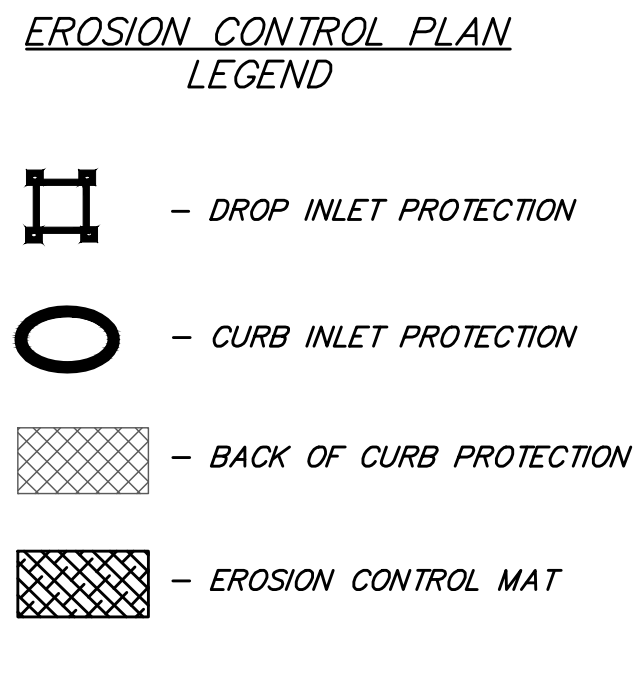 EROSION CONTROL PLAN
LEGEND
– DROP INLET PROTECTION
– CURB INLET PROTECTION
– BACK OF CURB PROTECTION
– EROSION CONTROL MAT